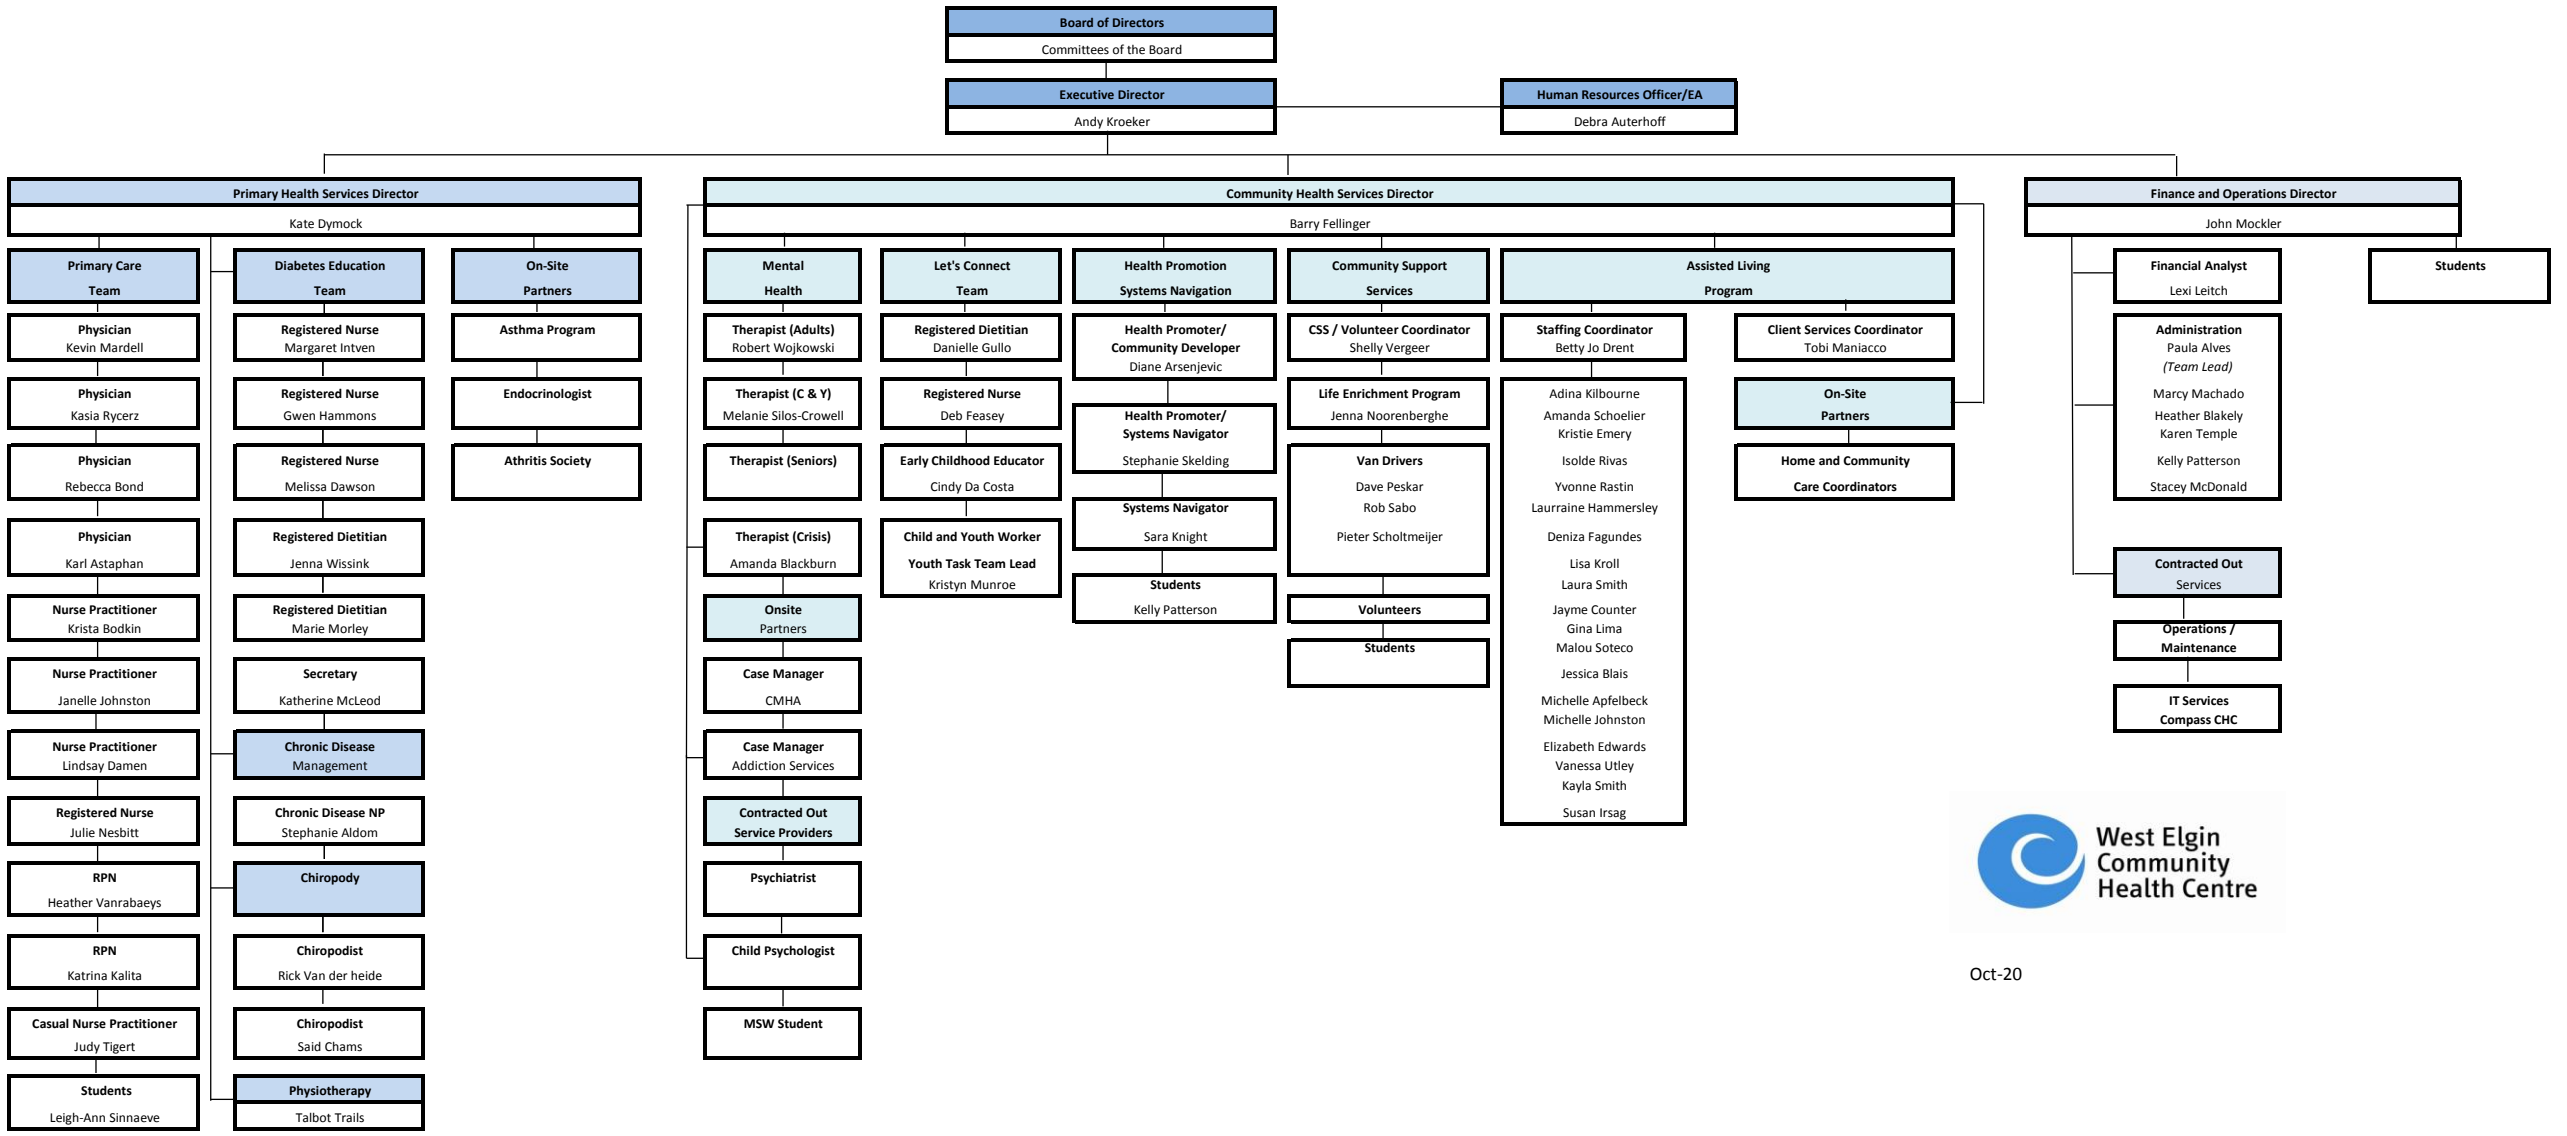 Board of Directors
Committees of the Board
Executive Director
Andy Kroeker
Human Resources Officer/EA
Debra Auterhoff
Primary Health Services Director
Kate Dymock
Primary Care
Team
Physician
Kevin Mardell
Physician
Kasia Rycerz
Physician
Rebecca Bond
Physician
Karl Astaphan
Nurse Practitioner
Krista Bodkin
Nurse Practitioner
Janelle Johnston
Nurse Practitioner
Lindsay Damen
Registered Nurse
Julie Nesbitt
RPN
Heather Vanrabaeys
RPN
Katrina Kalita
Casual Nurse Practitioner
Judy Tigert
Students
Leigh-Ann Sinnaeve
Diabetes Education
Team
Registered Nurse
Margaret Intven
Registered Nurse
Gwen Hammons
Registered Nurse
Melissa Dawson
Registered Dietitian
Jenna Wissink
Registered Dietitian
Marie Morley
Secretary
Katherine McLeod
Chronic Disease
Management
Chronic Disease NP
Stephanie Aldom
Chiropody
Chiropodist
Rick Van der heide
Chiropodist
Said Chams
Physiotherapy
Talbot Trails
On-Site
Partners
Asthma Program
Endocrinologist
Athritis Society
Community Health Services Director
Barry Fellinger
Mental
Health
Therapist (Adults)
Robert Wojkowski
Therapist (C & Y)
Melanie Silos-Crowell
Therapist (Seniors)
Therapist (Crisis)
Amanda Blackburn
Onsite
Partners
Case Manager
CMHA
Case Manager
Addiction Services
Contracted Out
Service Providers
Psychiatrist
Child Psychologist
MSW Student
Let's Connect
Team
Registered Dietitian
Danielle Gullo
Registered Nurse
Deb Feasey
Early Childhood Educator
Cindy Da Costa
Child and Youth Worker
Youth Task Team Lead
Kristyn Munroe
Health Promotion
Systems Navigation
Health Promoter/
Community Developer
Diane Arsenjevic
Health Promoter/
Systems Navigator
Stephanie Skelding
Systems Navigator
Sara Knight
Students
Kelly Patterson
Community Support
Services
CSS / Volunteer Coordinator
Shelly Vergeer
Life Enrichment Program
Jenna Noorenberghe
Van Drivers
Dave Peskar
Rob Sabo
Pieter Scholtmeijer
Volunteers
Students
Assisted Living
Program
Staffing Coordinator
Betty Jo Drent
Adina Kilbourne
Amanda Schoelier
Kristie Emery
Isolde Rivas
Yvonne Rastin
Laurraine Hammersley
Deniza Fagundes
Lisa Kroll
Laura Smith
Jayme Counter
Gina Lima
Malou Soteco
Jessica Blais
Michelle Apfelbeck
Michelle Johnston
Elizabeth Edwards
Vanessa Utley
Kayla Smith
Susan Irsag
Client Services Coordinator
Tobi Maniacco
On-Site
Partners
Home and Community
Care Coordinators
Finance and Operations Director
John Mockler
Financial Analyst
Lexi Leitch
Administration
Paula Alves
(Team Lead)
Marcy Machado
Heather Blakely
Karen Temple
Kelly Patterson
Stacey McDonald
Contracted Out
Services
Operations /
Maintenance
IT Services
Compass CHC
Students
West Elgin
Community
Health Centre
Oct-20